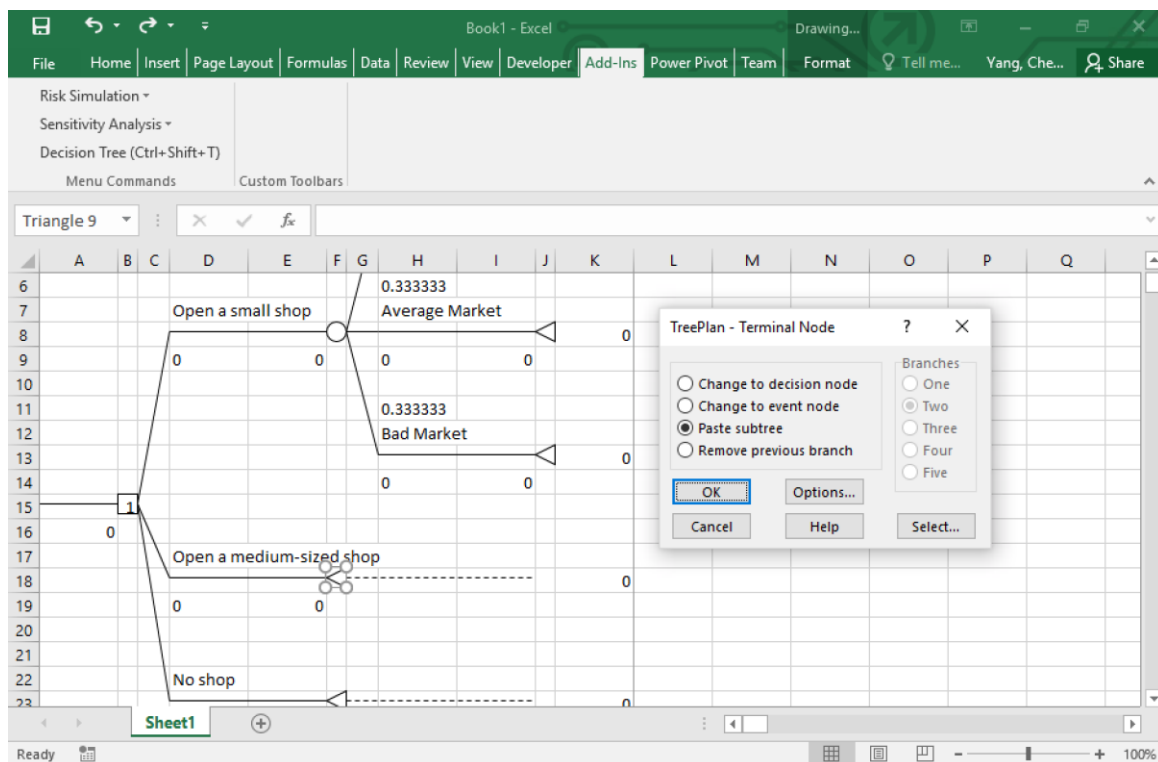 Book1 - Excel Drawing...
File Home Insert Page Layout Formulas Data Review View Developer Add-Ins Power Pivot Team Format Tell me... Yang, Che... Share
Risk Simulation
Sensitivity Analysis
Decision Tree (Ctrl+Shift+T)
Menu Commands Custom Toolbars
Triangle 9 fx
A B C D E F G H I J K L M N O P Q
6 0.333333
7 Open a small shop Average Market
8 0
9 0 0 0 0
10
11 0.333333
12 Bad Market
13 0
14 0 0
15 1
16 0
17 Open a medium-sized shop
18 0
19 0 0
20
21
22 No shop
23 0
TreePlan - Terminal Node ? X
Branches
Change to decision node One
Change to event node Two
Paste subtree Three
Remove previous branch Four
Five
OK Options...
Cancel Help Select...
Sheet1
Ready 100%